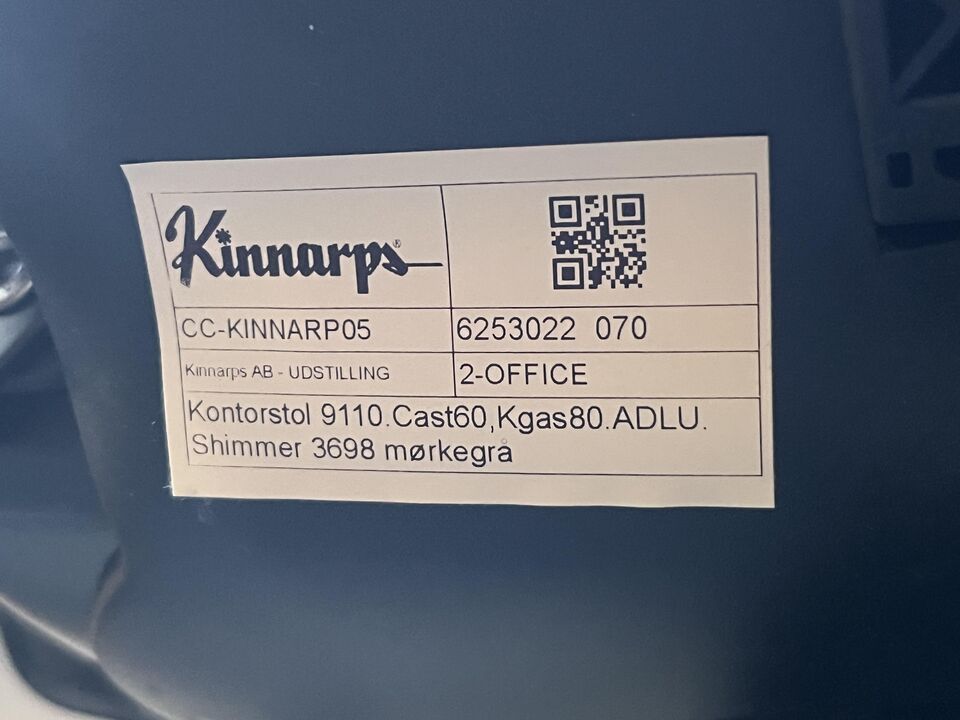 Kinnarps®
CC-KINNARP05
6253022 070
Kinnarps AB - UDSTILLING
2-OFFICE
Kontorstol 9110.Cast60,Kgas80.ADLU.
Shimmer 3698 mørkegrå